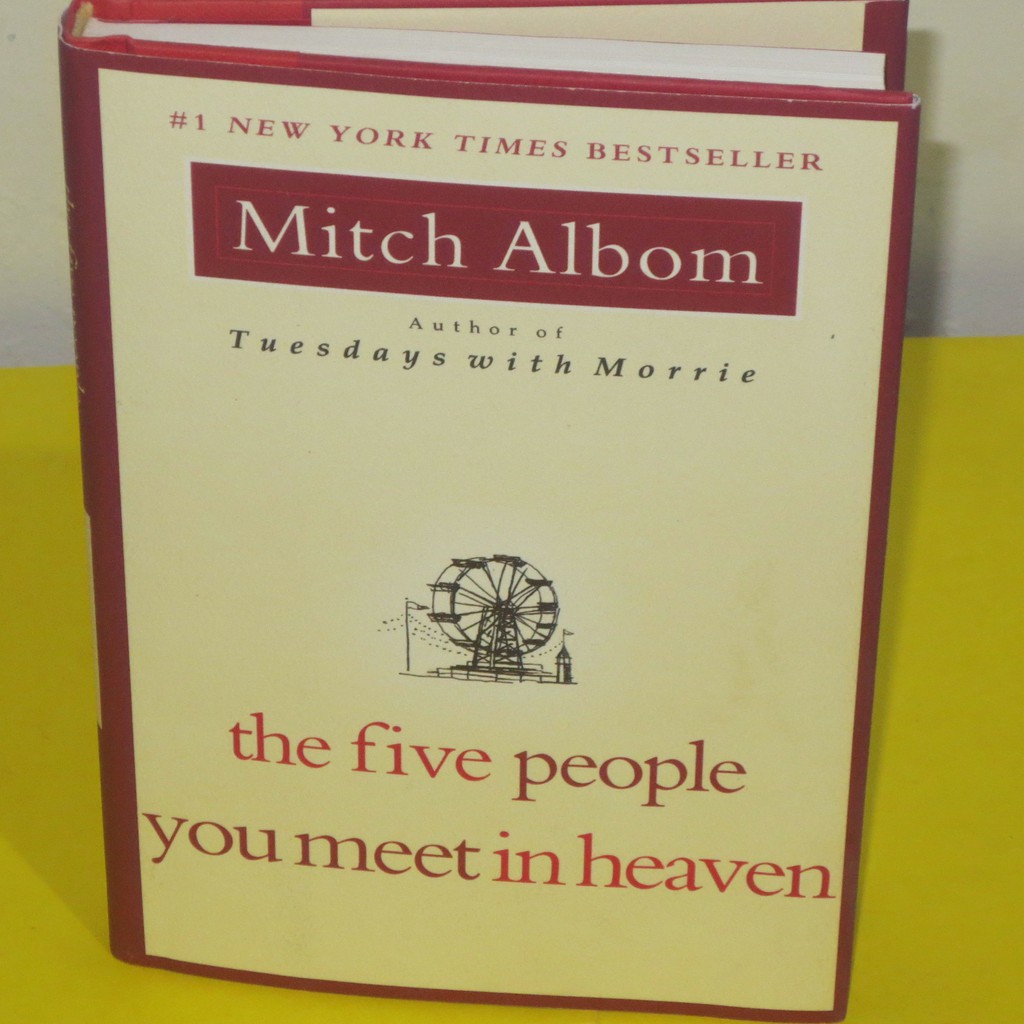 #1 NEW YORK TIMES BESTSELLER
Mitch Albom
Author of
Tuesdays with Morrie
the five people
you meet in heaven